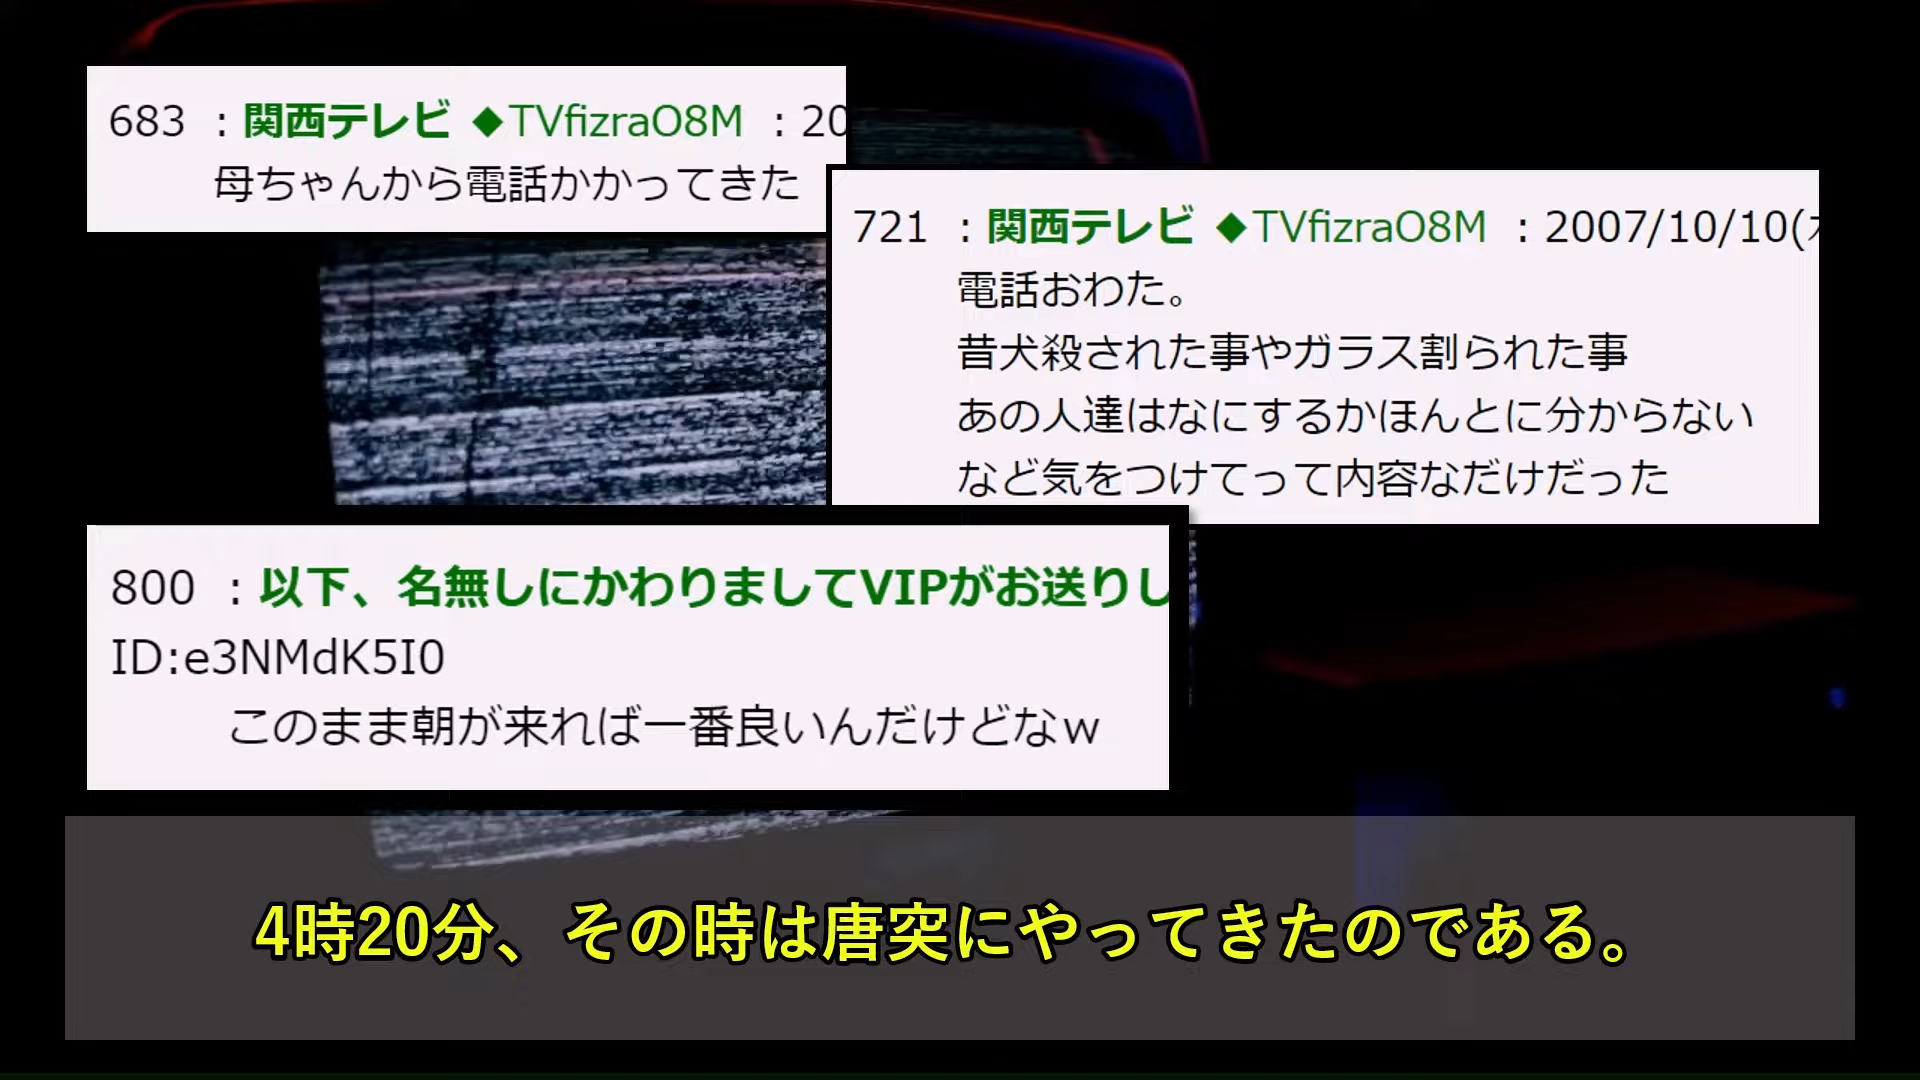 683 ：関西テレビ ◆TVfizraO8M ：20
母ちゃんから電話かかってきた
721 ：関西テレビ ◆TVfizraO8M ：2007/10/10(
電話おわた。
昔犬殺された事やガラス割られた事
あの人達はなにするかほんとに分からない
など気をつけてって内容なだけだった
800 ：以下、名無しにかわりましてVIPがお送りし
ID:e3NMdK5I0
このまま朝が来れば一番良いんだけどなｗ
4時20分、その時は唐突にやってきたのである。